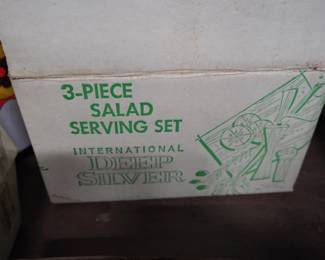 3-PIECE
SALAD
SERVING SET
INTERNATIONAL
DEEP
SILVER